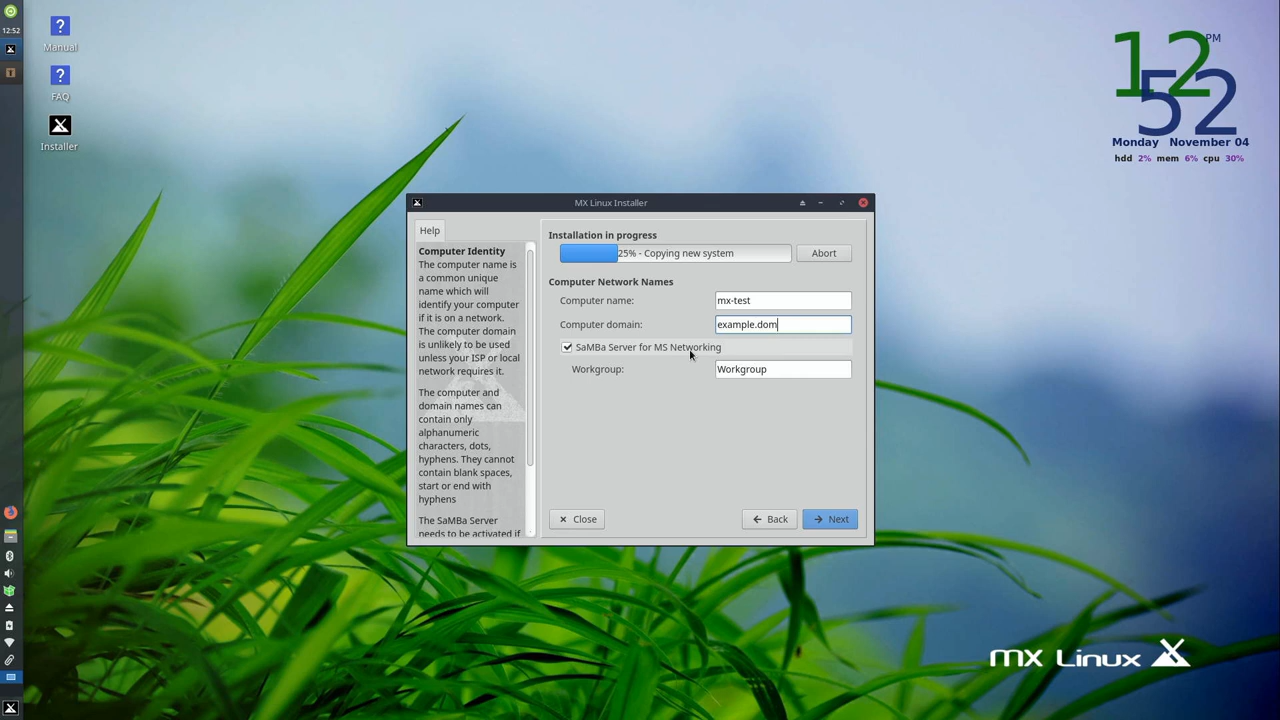 12:52
Manual
FAQ
Installer
12
PM
52
Monday November 04
hdd 2% mem 6% cpu 30%
MX Linux Installer
Help
Computer Identity
The computer name is
a common unique
name which will
identify your computer
if it is on a network.
The computer domain
is unlikely to be used
unless your ISP or local
network requires it.
The computer and
domain names can
contain only
alphanumeric
characters, dots,
hyphens. They cannot
contain blank spaces,
start or end with
hyphens
The SaMBa Server
needs to be activated if
Installation in progress
25% - Copying new system
Abort
Computer Network Names
Computer name: mx-test
Computer domain: example.dom
SaMBa Server for MS Networking
Workgroup: Workgroup
Close
Back
Next
mx Linux